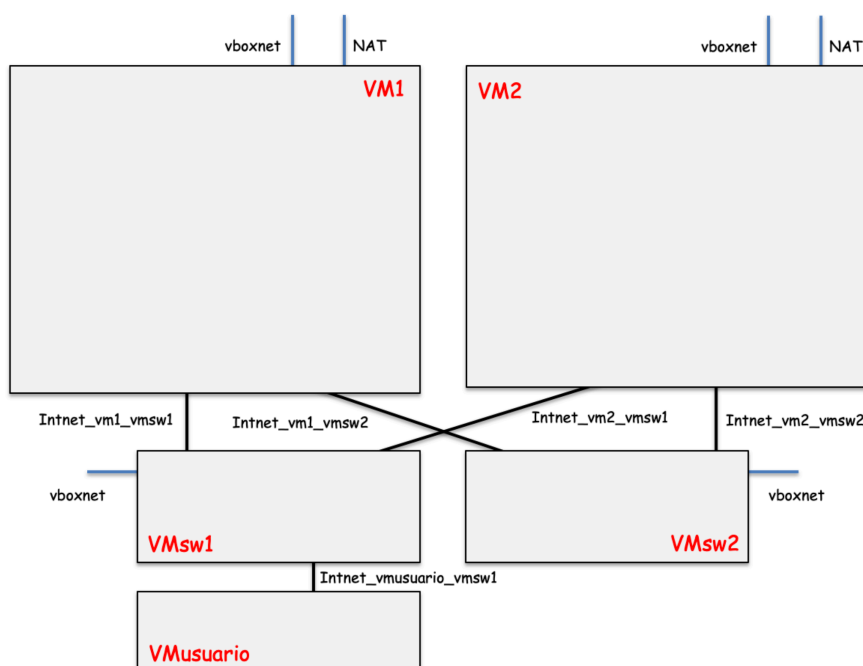 vboxnet
NAT
vboxnet
NAT
VM1
VM2
Intnet_vm1_vmsw1
Intnet_vm1_vmsw2
Intnet_vm2_vmsw1
Intnet_vm2_vmsw2
vboxnet
vboxnet
VMsw1
VMsw2
Intnet_vmusuario_vmsw1
VMusuario